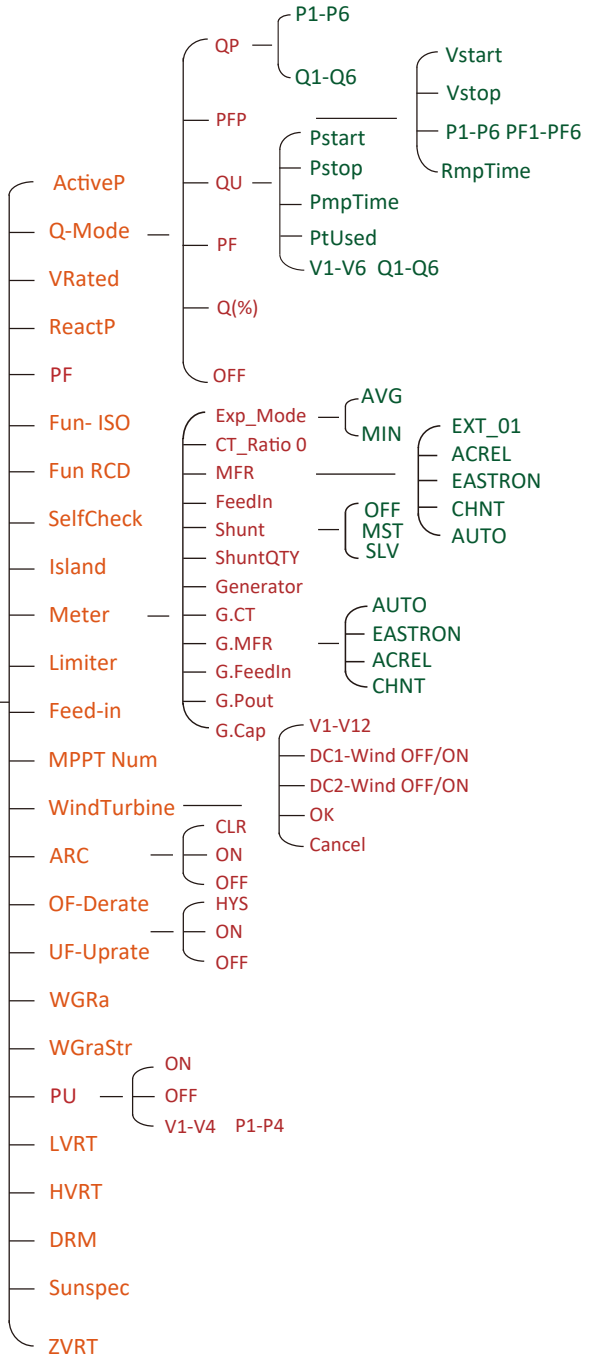 ActiveP
Q-Mode
VRated
ReactP
PF
Fun- ISO
Fun RCD
SelfCheck
Island
Meter
Limiter
Feed-in
MPPT Num
WindTurbine
ARC
OF-Derate
UF-Uprate
WGRa
WGraStr
PU
LVRT
HVRT
DRM
Sunspec
ZVRT
QP
PFP
QU
PF
Q(%)
OFF
P1-P6
Q1-Q6
Vstart
Vstop
P1-P6 PF1-PF6
RmpTime
Pstart
Pstop
PmpTime
PtUsed
V1-V6 Q1-Q6
Exp_Mode
CT_Ratio 0
MFR
FeedIn
Shunt
ShuntQTY
Generator
G.CT
G.MFR
G.FeedIn
G.Pout
G.Cap
AVG
MIN
EXT_01
ACREL
EASTRON
CHNT
AUTO
OFF
MST
SLV
AUTO
EASTRON
ACREL
CHNT
V1-V12
DC1-Wind OFF/ON
DC2-Wind OFF/ON
OK
Cancel
CLR
ON
OFF
HYS
ON
OFF
ON
OFF
V1-V4 P1-P4